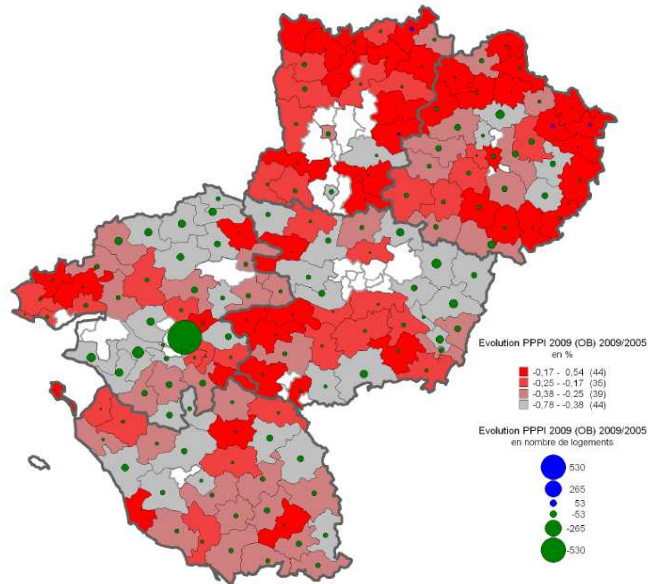 Evolution PPPI 2009 (OB) 2009/2005
en %
-0,17 - 0,54 (44)
-0,25 - -0,17 (35)
-0,38 - -0,25 (39)
-0,78 - -0,38 (44)
Evolution PPPI 2009 (OB) 2009/2005
en nombre de logements
530
265
53
-53
-265
-530